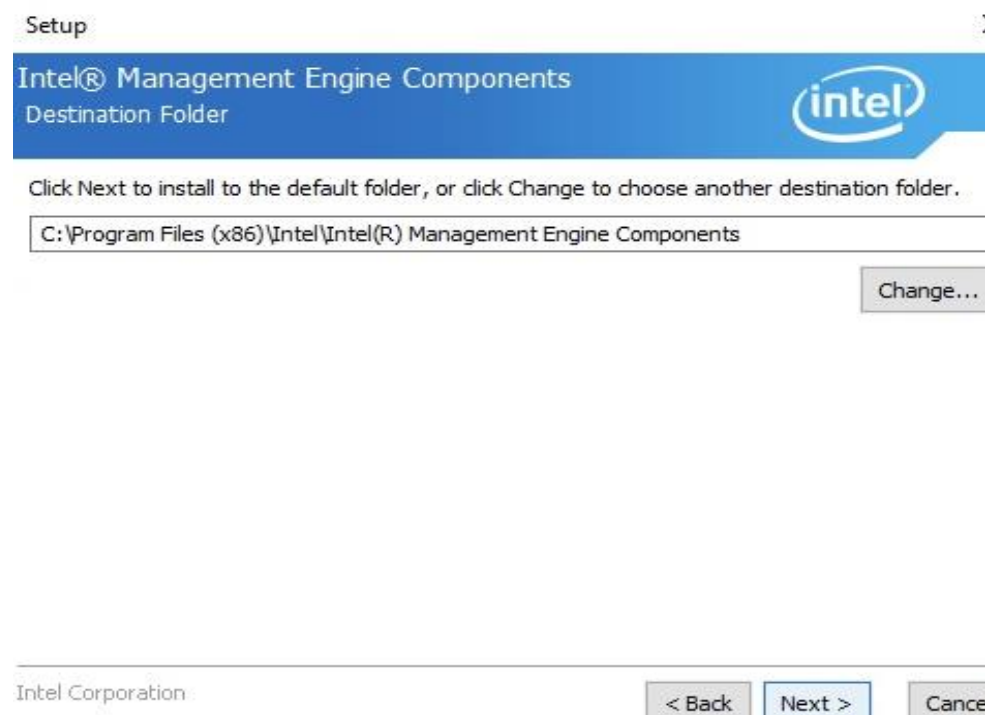 Setup
Intel® Management Engine Components
Destination Folder
intel
Click Next to install to the default folder, or click Change to choose another destination folder.
C:\Program Files (x86)\Intel\Intel(R) Management Engine Components
Change...
Intel Corporation
< Back Next > Cance